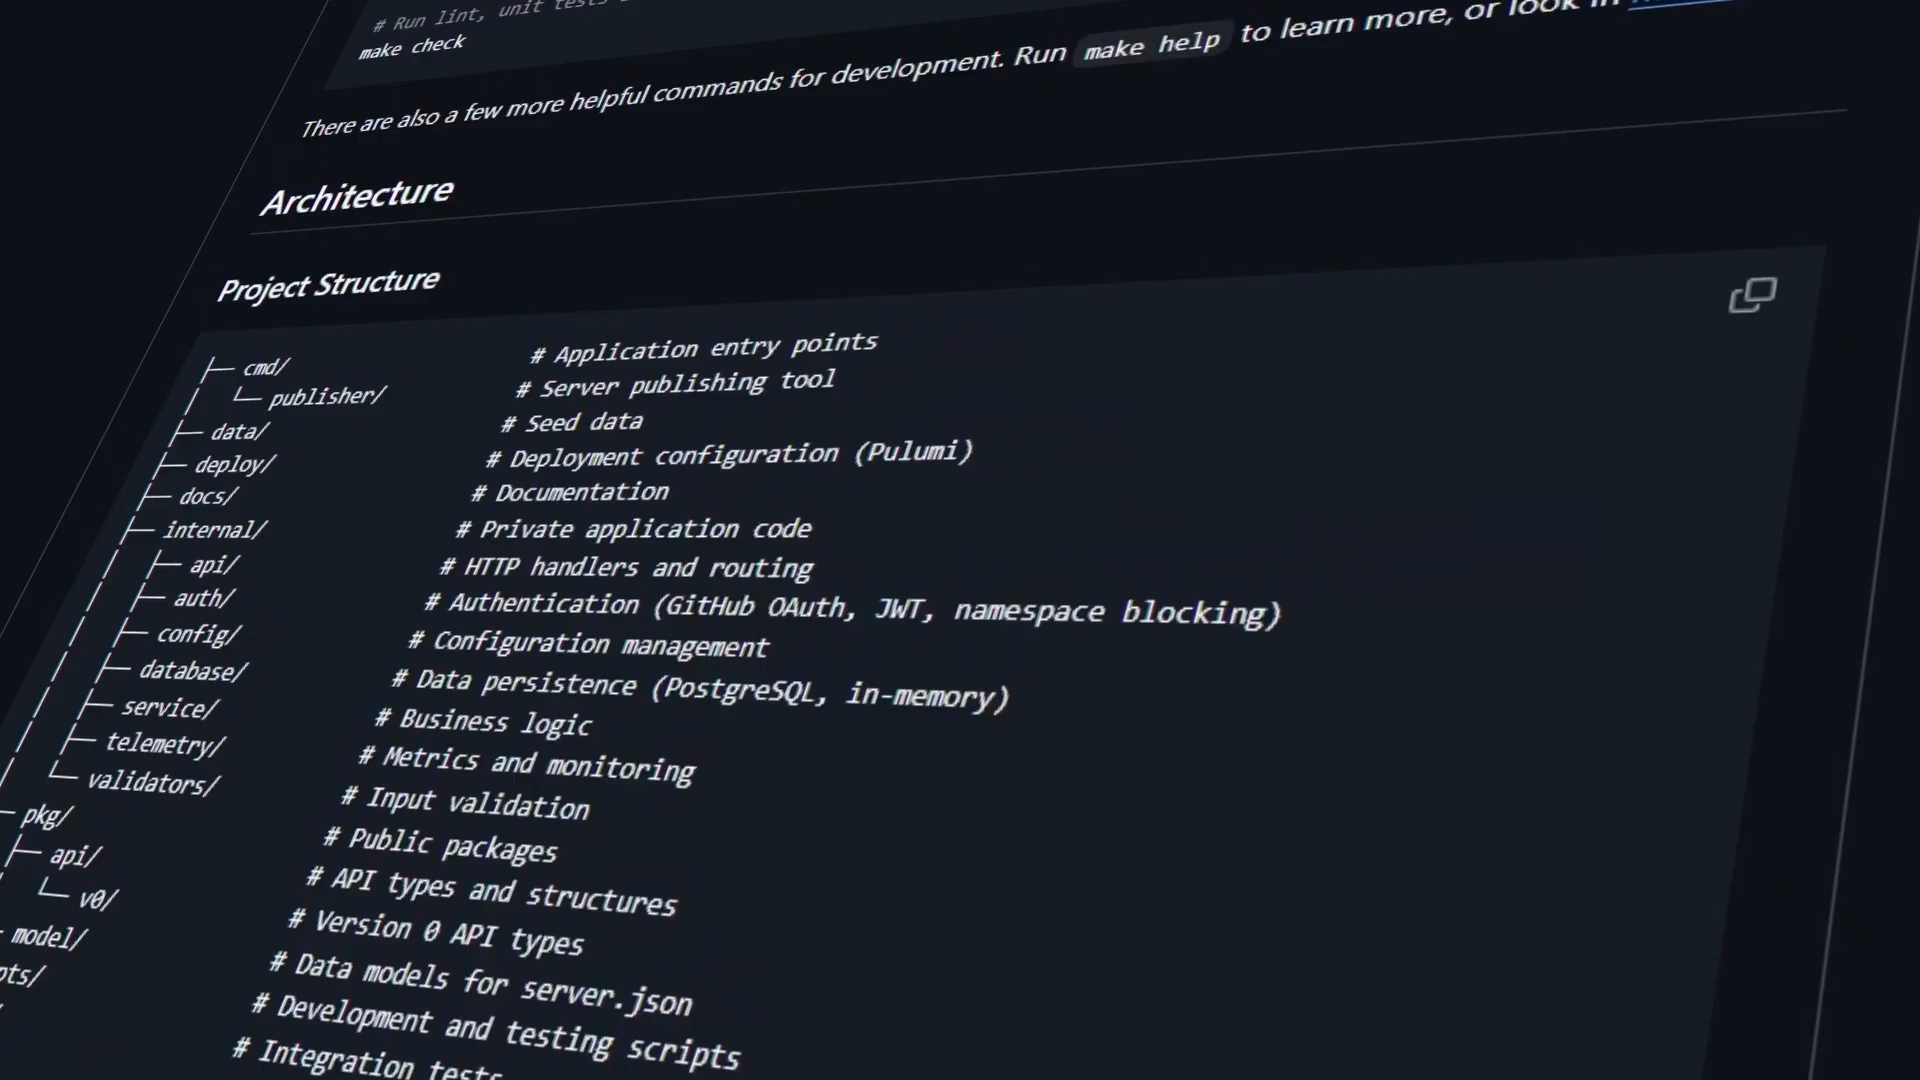 # Run lint, unit tests
make check
There are also a few more helpful commands for development. Run make help to learn more, or look in
Architecture
Project Structure
├── cmd/ # Application entry points
│ └── publisher/ # Server publishing tool
├── data/ # Seed data
├── deploy/ # Deployment configuration (Pulumi)
├── docs/ # Documentation
├── internal/ # Private application code
│ ├── api/ # HTTP handlers and routing
│ ├── auth/ # Authentication (GitHub OAuth, JWT, namespace blocking)
│ ├── config/ # Configuration management
│ ├── database/ # Data persistence (PostgreSQL, in-memory)
│ ├── service/ # Business logic
│ ├── telemetry/ # Metrics and monitoring
│ └── validators/ # Input validation
── pkg/ # Public packages
├── api/ # API types and structures
│ └── v0/ # Version 0 API types
model/ # Data models for server.json
pts/ # Development and testing scripts
/ # Integration tests